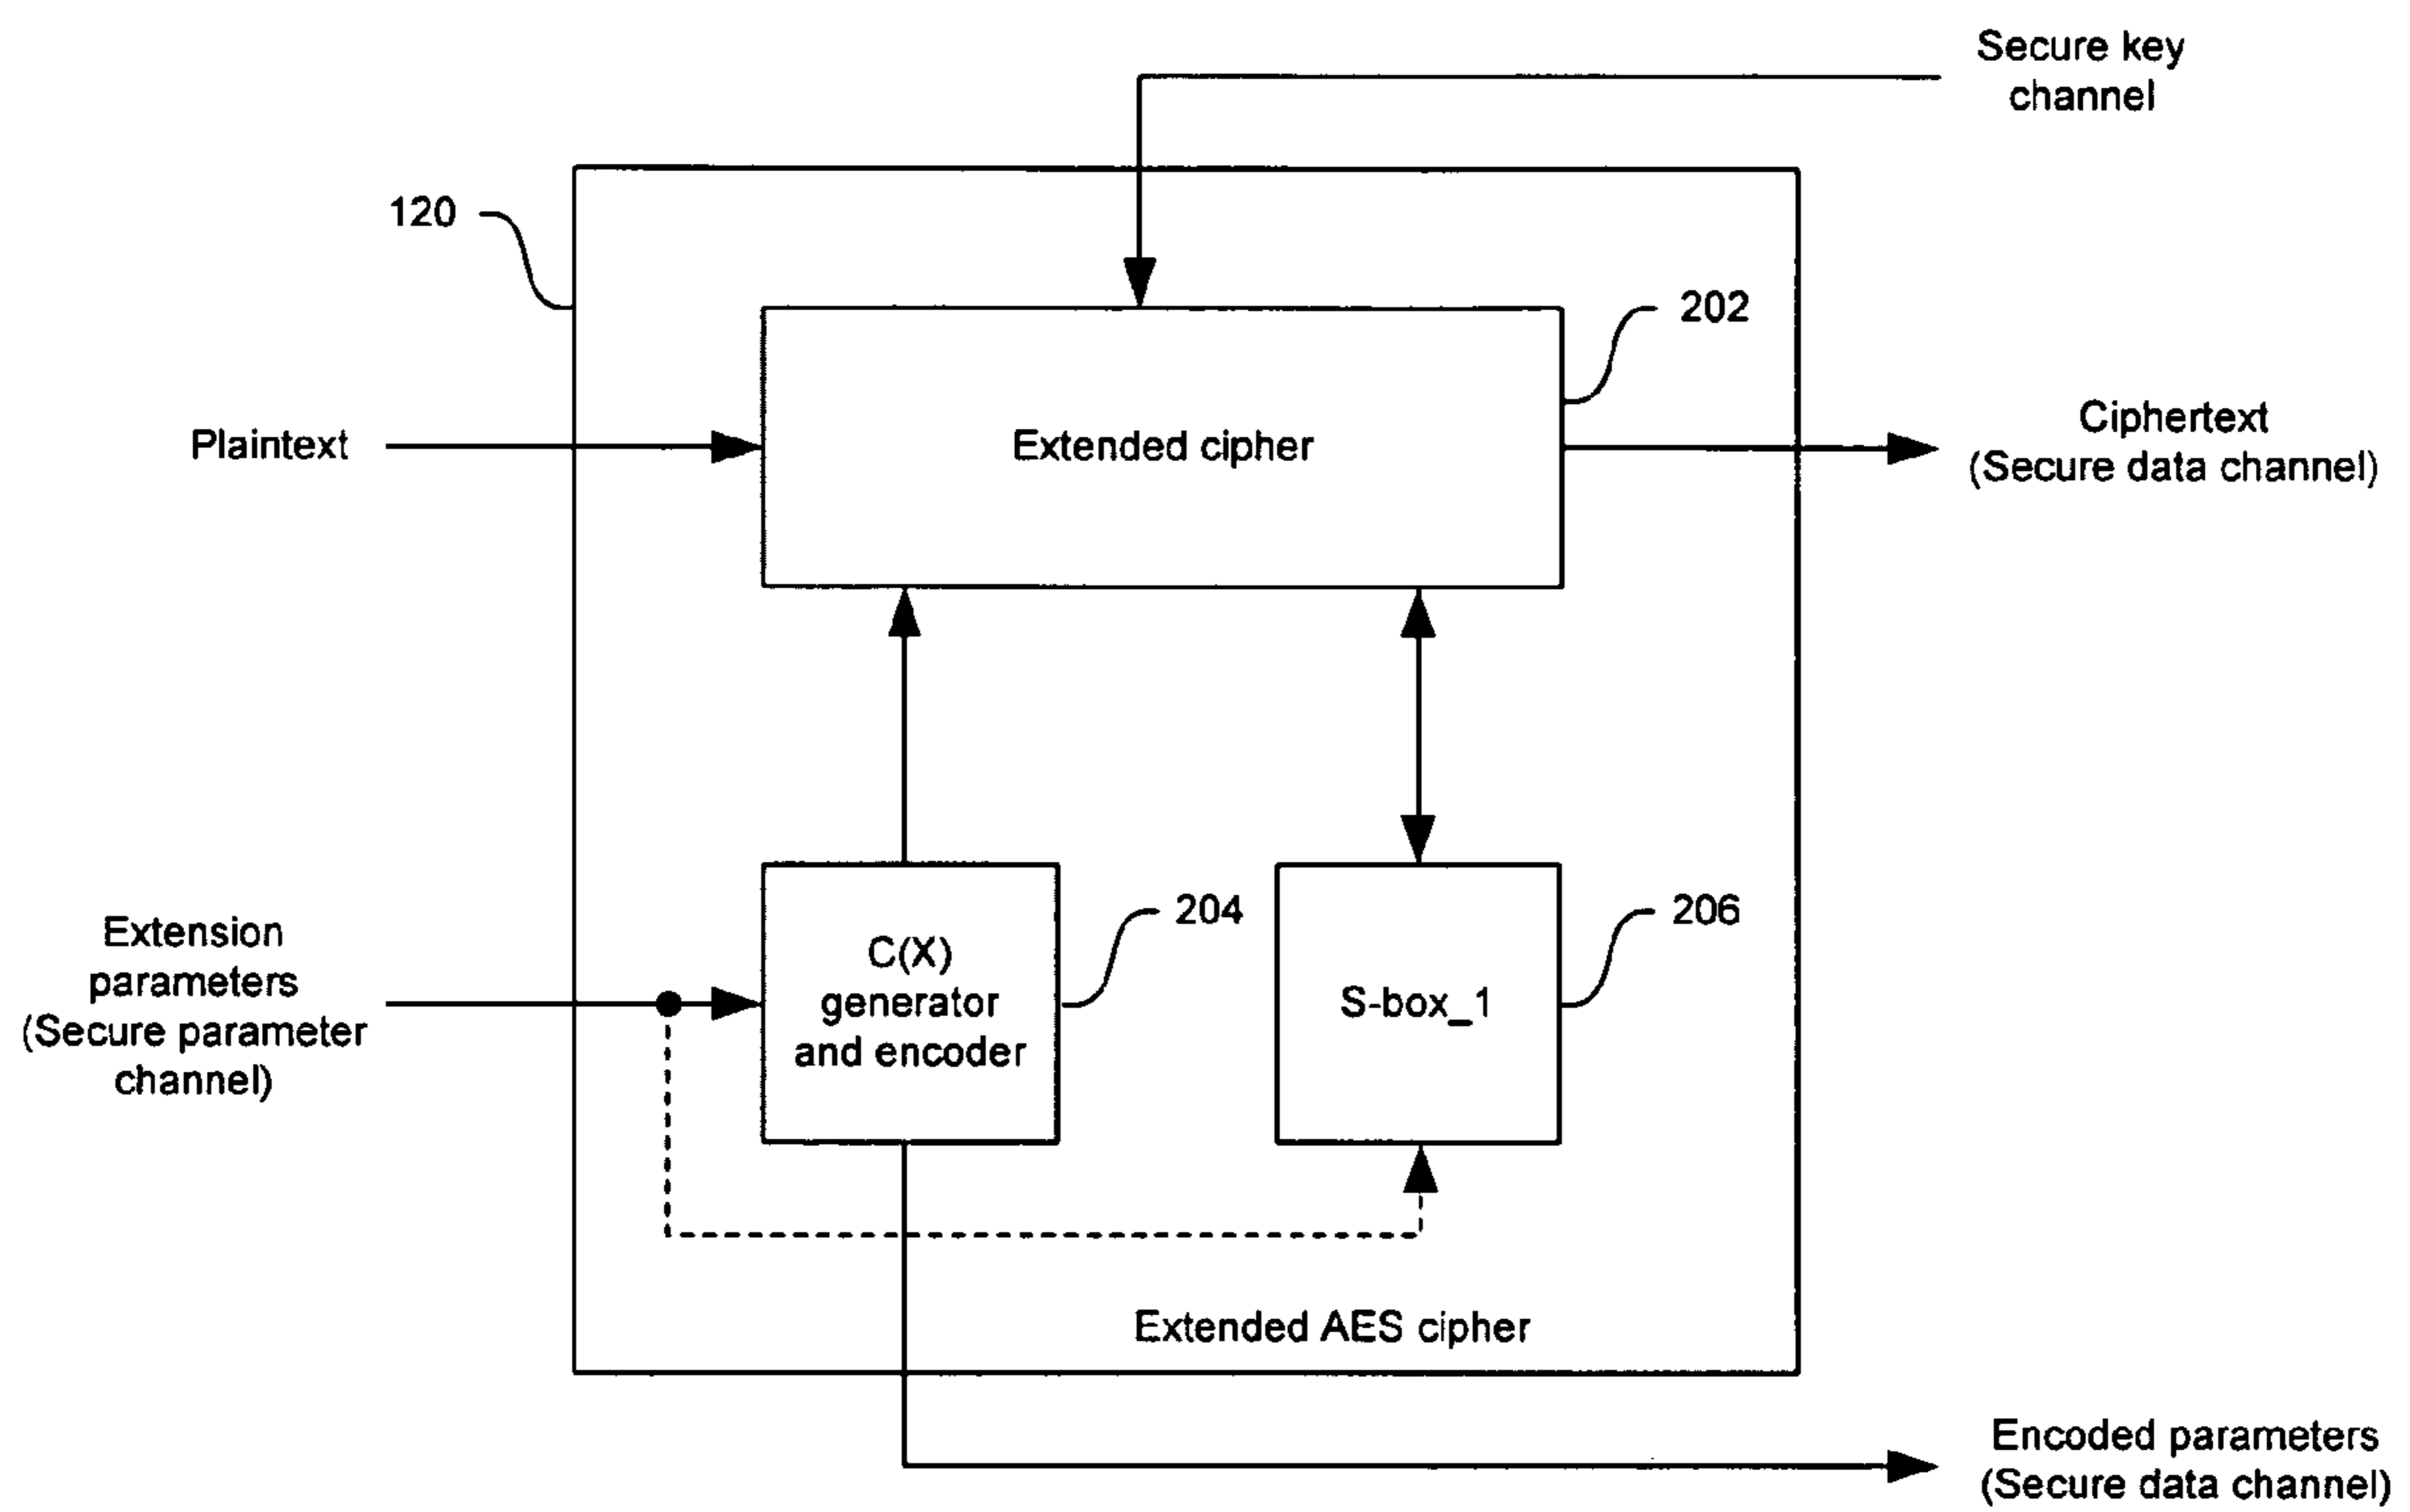 Secure key
channel
120
202
Plaintext
Extended cipher
Ciphertext
(Secure data channel)
Extension
parameters
(Secure parameter
channel)
C(X)
generator
and encoder
204
S-box_1
206
Extended AES cipher
Encoded parameters
(Secure data channel)